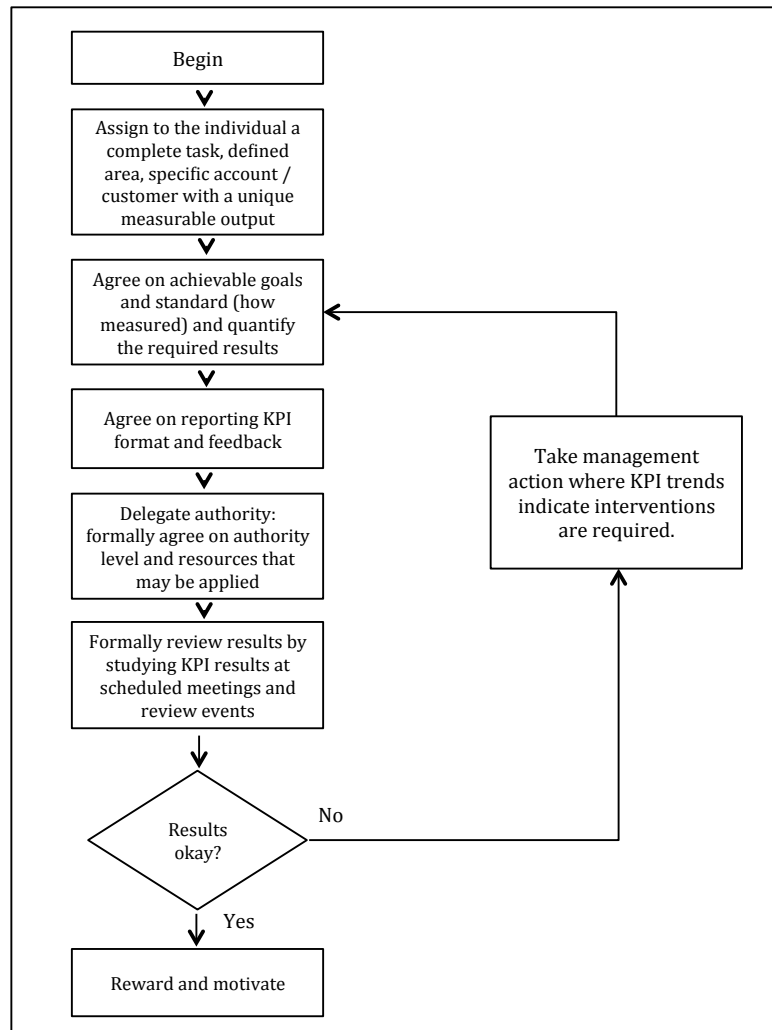 Begin
Assign to the individual a
complete task, defined
area, specific account /
customer with a unique
measurable output
Agree on achievable goals
and standard (how
measured) and quantify
the required results
Agree on reporting KPI
format and feedback
Take management
action where KPI trends
indicate interventions
are required.
Delegate authority:
formally agree on authority
level and resources that
may be applied
Formally review results by
studying KPI results at
scheduled meetings and
review events
Results
okay?
No
Yes
Reward and motivate